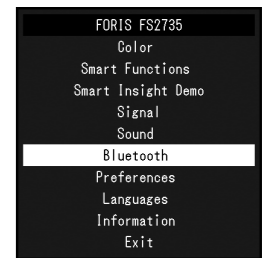 FORIS FS2735
Color
Smart Functions
Smart Insight Demo
Signal
Sound
Bluetooth
Preferences
Languages
Information
Exit